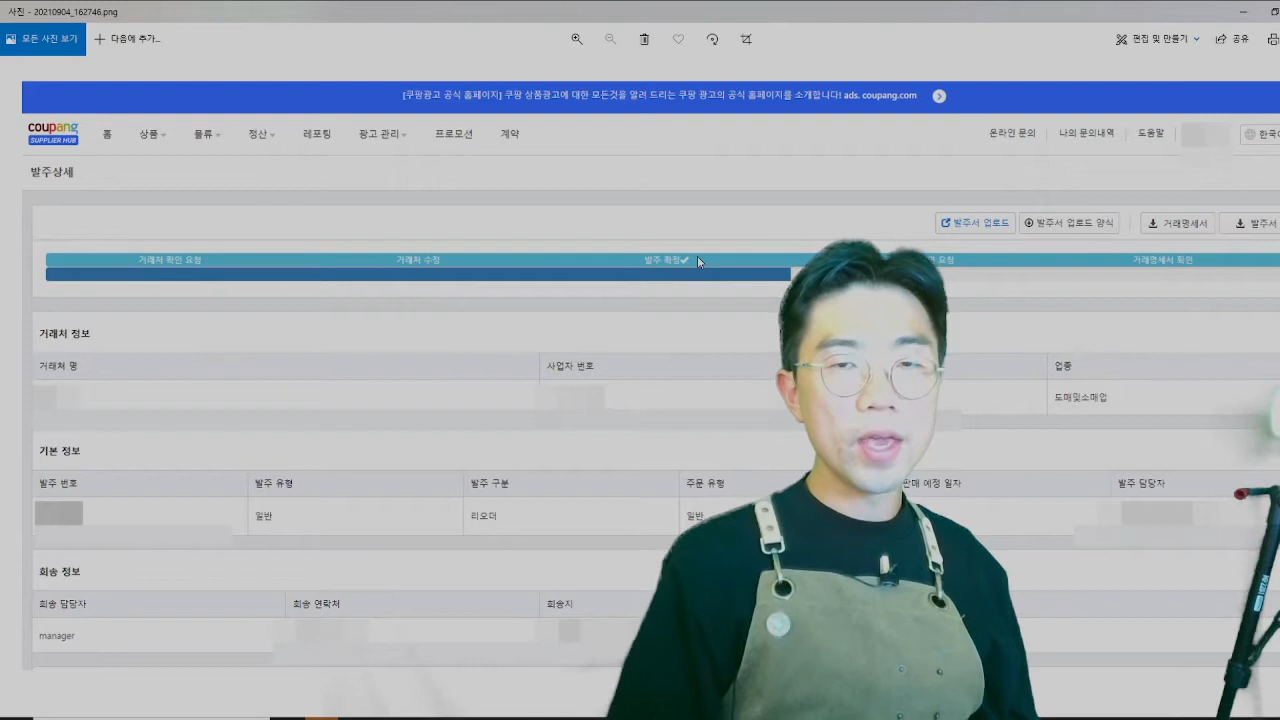 사진 - 20210904_162746.png
모든 사진 보기
다음에 추가...
편집 및 만들기
공유
[쿠팡광고 공식 홈페이지] 쿠팡 상품광고에 대한 모든것을 알려 드리는 쿠팡 광고의 공식 홈페이지를 소개합니다! ads. coupang.com
coupang
SUPPLIER HUB
홈 상품 물류 정산 레포팅 광고 관리 프로모션 계약
온라인 문의 나의 문의내역 도움말 한국어
발주상세
발주서 업로드 발주서 업로드 양식 거래명세서 발주서
거래처 확인 요청 거래처 수정 발주 확정 요청 거래명세서 확인
거래처 정보
거래처 명 사업자 번호 업종
도매및소매업
기본 정보
발주 번호 발주 유형 발주 구분 주문 유형 판매 예정 일자 발주 담당자
일반 리오더 일반
회송 정보
회송 담당자 회송 연락처 회송지
manager